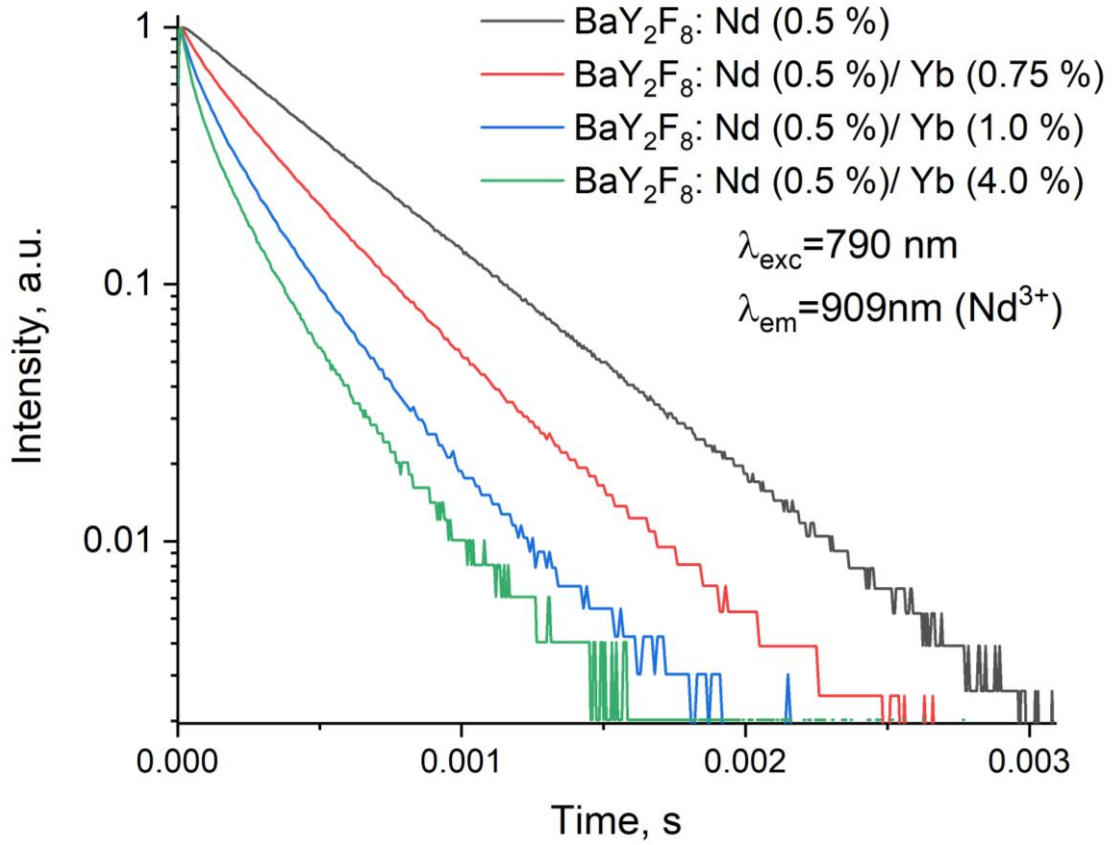 BaY₂F₈: Nd (0.5 %)
BaY₂F₈: Nd (0.5 %)/ Yb (0.75 %)
BaY₂F₈: Nd (0.5 %)/ Yb (1.0 %)
BaY₂F₈: Nd (0.5 %)/ Yb (4.0 %)
λexc=790 nm
λem=909nm (Nd³⁺)
Intensity, a.u.
1
0.1
0.01
0.000 0.001 0.002 0.003
Time, s